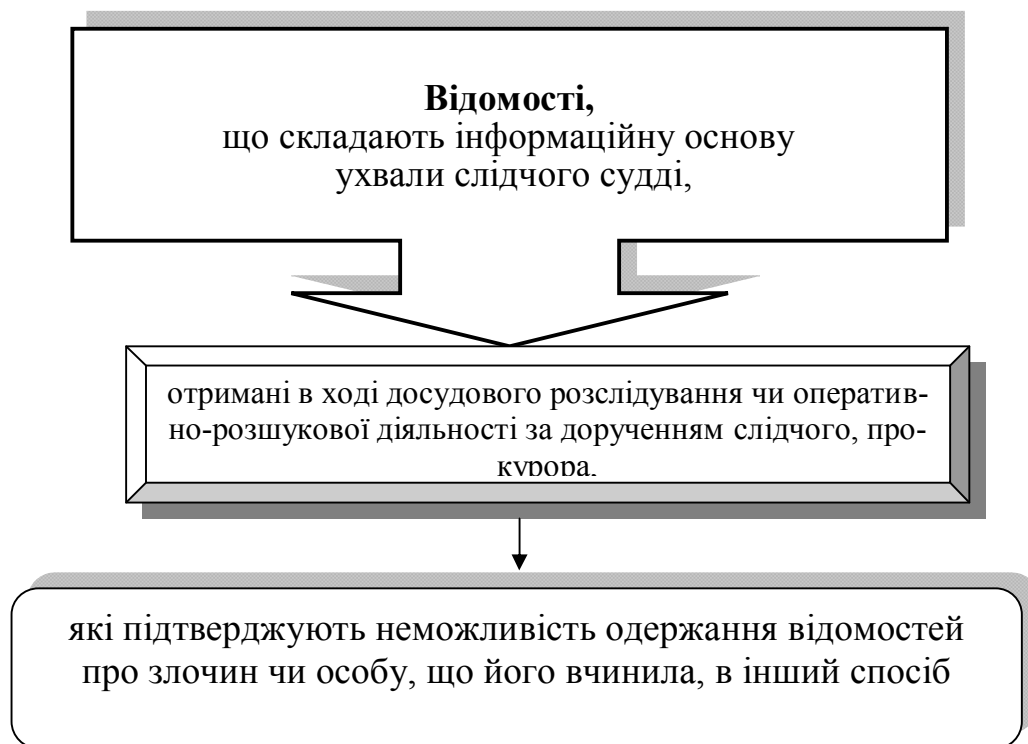 Відомості,
що складають інформаційну основу
ухвали слідчого судді,
отримані в ході досудового розслідування чи оператив-
но-розшукової діяльності за дорученням слідчого, про-
курора,
які підтверджують неможливість одержання відомостей
про злочин чи особу, що його вчинила, в інший спосіб